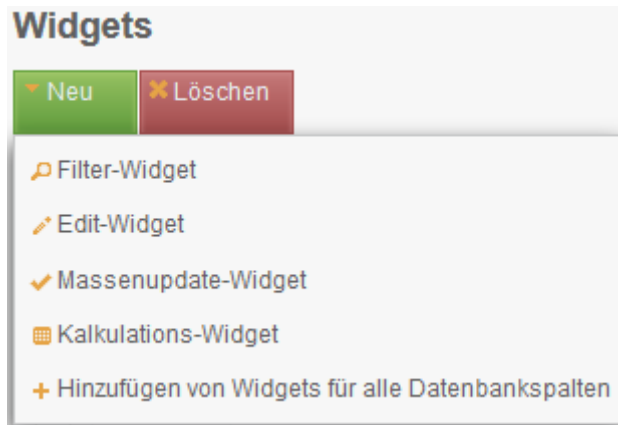 Widgets
Neu Löschen
Filter-Widget
Edit-Widget
Massenupdate-Widget
Kalkulations-Widget
Hinzufügen von Widgets für alle Datenbankspalten